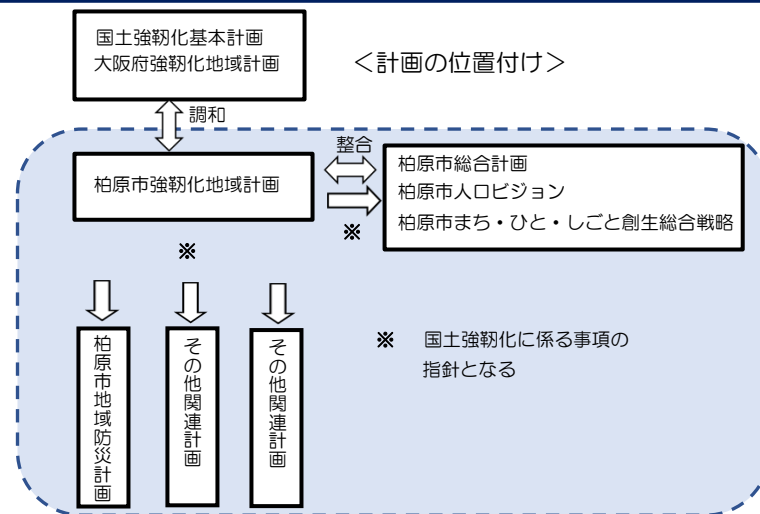 国土強靭化基本計画
大阪府強靭化地域計画
＜計画の位置付け＞
調和
柏原市強靭化地域計画
整合
柏原市総合計画
柏原市人口ビジョン
柏原市まち・ひと・しごと創生総合戦略
※
※
柏原市地域防災計画
その他関連計画
その他関連計画
※　国土強靭化に係る事項の
指針となる